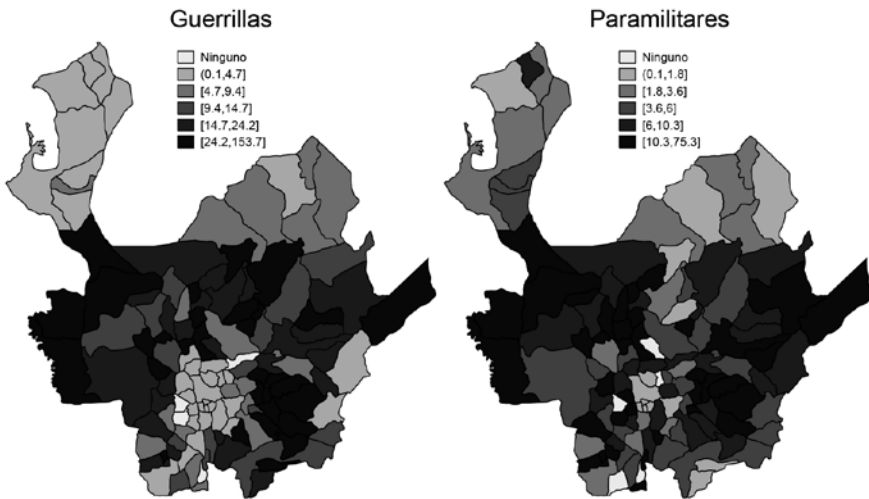 Guerrillas
Ninguno
(0.1,4.7]
[4.7,9.4)
[9.4,14.7)
[14.7,24.2]
[24.2,153.7]
Paramilitares
Ninguno
(0.1,1.8]
[1.8,3.6)
[3.6,6)
[6,10.3]
[10.3,75.3]